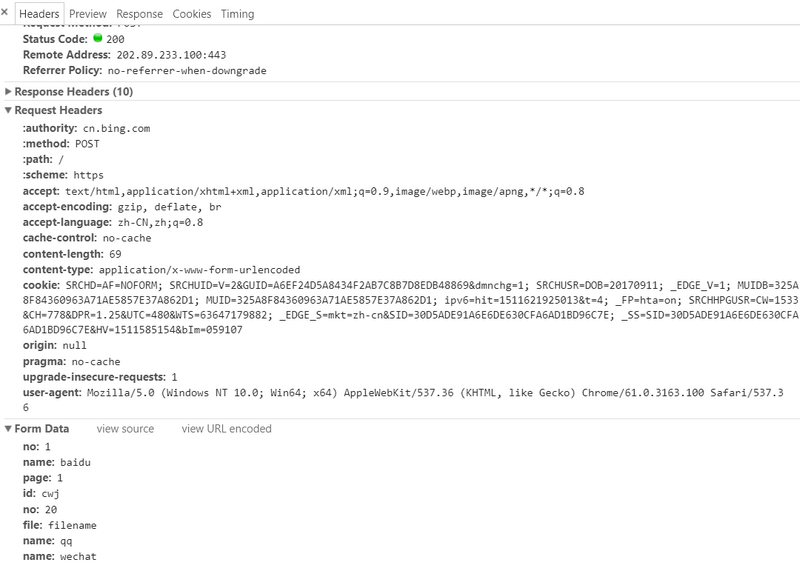 Headers Preview Response Cookies Timing
Request Method: POST
Status Code: 200
Remote Address: 202.89.233.100:443
Referrer Policy: no-referrer-when-downgrade
Response Headers (10)
Request Headers
:authority: cn.bing.com
:method: POST
:path: /
:scheme: https
accept: text/html,application/xhtml+xml,application/xml;q=0.9,image/webp,image/apng,*/*;q=0.8
accept-encoding: gzip, deflate, br
accept-language: zh-CN,zh;q=0.8
cache-control: no-cache
content-length: 69
content-type: application/x-www-form-urlencoded
cookie: SRCHD=AF=NOFORM; SRCHUID=V=2&GUID=A6EF24D5A8434F2AB7C8B7D8EDB48869&dmnchg=1; SRCHUSR=DOB=20170911; _EDGE_V=1; MUIDB=325A
8F84360963A71AE5857E37A862D1; MUID=325A8F84360963A71AE5857E37A862D1; ipv6=hit=1511621925013&t=4; _FP=hta=on; SRCHHPGUSR=CW=1533
&CH=778&DPR=1.25&UTC=480&WTS=63647179882; _EDGE_S=mkt=zh-cn&SID=30D5ADE91A6E6DE630CFA6AD1BD96C7E; _SS=SID=30D5ADE91A6E6DE630CFA
6AD1BD96C7E&HV=1511585154&bIm=059107
origin: null
pragma: no-cache
upgrade-insecure-requests: 1
user-agent: Mozilla/5.0 (Windows NT 10.0; Win64; x64) AppleWebKit/537.36 (KHTML, like Gecko) Chrome/61.0.3163.100 Safari/537.3
6
Form Data view source view URL encoded
no: 1
name: baidu
page: 1
id: cwj
no: 20
file: filename
name: qq
name: wechat